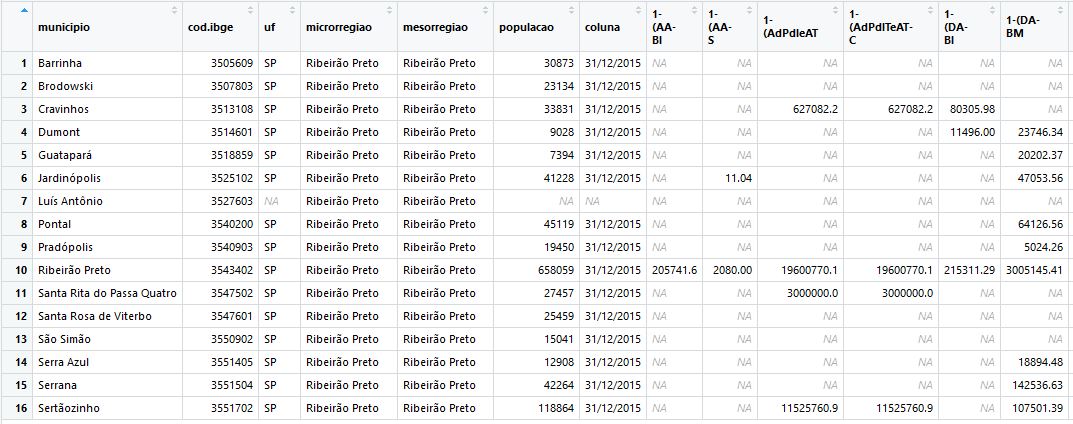 municipio cod.ibge uf microrregiao mesorregiao populacao coluna 1-(AA-BI 1-(AA-S 1-(AdPdIeAT 1-(AdPdITeAT-C 1-(DA-BI 1-(DA-BM
1 Barrinha 3505609 SP Ribeirão Preto Ribeirão Preto 30873 31/12/2015 NA NA NA NA NA NA
2 Brodowski 3507803 SP Ribeirão Preto Ribeirão Preto 23134 31/12/2015 NA NA NA NA NA NA
3 Cravinhos 3513108 SP Ribeirão Preto Ribeirão Preto 33831 31/12/2015 NA NA 627082.2 627082.2 80305.98 NA
4 Dumont 3514601 SP Ribeirão Preto Ribeirão Preto 9028 31/12/2015 NA NA NA NA 11496.00 23746.34
5 Guatapará 3518859 SP Ribeirão Preto Ribeirão Preto 7394 31/12/2015 NA NA NA NA NA 20202.37
6 Jardinópolis 3525102 SP Ribeirão Preto Ribeirão Preto 41228 31/12/2015 NA 11.04 NA NA NA 47053.56
7 Luís Antônio 3527603 NA Ribeirão Preto Ribeirão Preto NA NA NA NA NA NA NA NA
8 Pontal 3540200 SP Ribeirão Preto Ribeirão Preto 45119 31/12/2015 NA NA NA NA NA 64126.56
9 Pradópolis 3540903 SP Ribeirão Preto Ribeirão Preto 19450 31/12/2015 NA NA NA NA NA 5024.26
10 Ribeirão Preto 3543402 SP Ribeirão Preto Ribeirão Preto 658059 31/12/2015 205741.6 2080.00 19600770.1 19600770.1 215311.29 3005145.41
11 Santa Rita do Passa Quatro 3547502 SP Ribeirão Preto Ribeirão Preto 27457 31/12/2015 NA NA 3000000.0 3000000.0 NA NA
12 Santa Rosa de Viterbo 3547601 SP Ribeirão Preto Ribeirão Preto 25459 31/12/2015 NA NA NA NA NA NA
13 São Simão 3550902 SP Ribeirão Preto Ribeirão Preto 15041 31/12/2015 NA NA NA NA NA NA
14 Serra Azul 3551405 SP Ribeirão Preto Ribeirão Preto 12908 31/12/2015 NA NA NA NA NA 18894.48
15 Serrana 3551504 SP Ribeirão Preto Ribeirão Preto 42264 31/12/2015 NA NA NA NA NA 142536.63
16 Sertãozinho 3551702 SP Ribeirão Preto Ribeirão Preto 118864 31/12/2015 NA NA 11525760.9 11525760.9 NA 107501.39